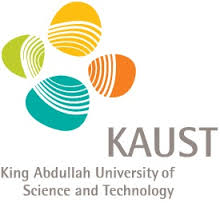 KAUST
King Abdullah University of
Science and Technology